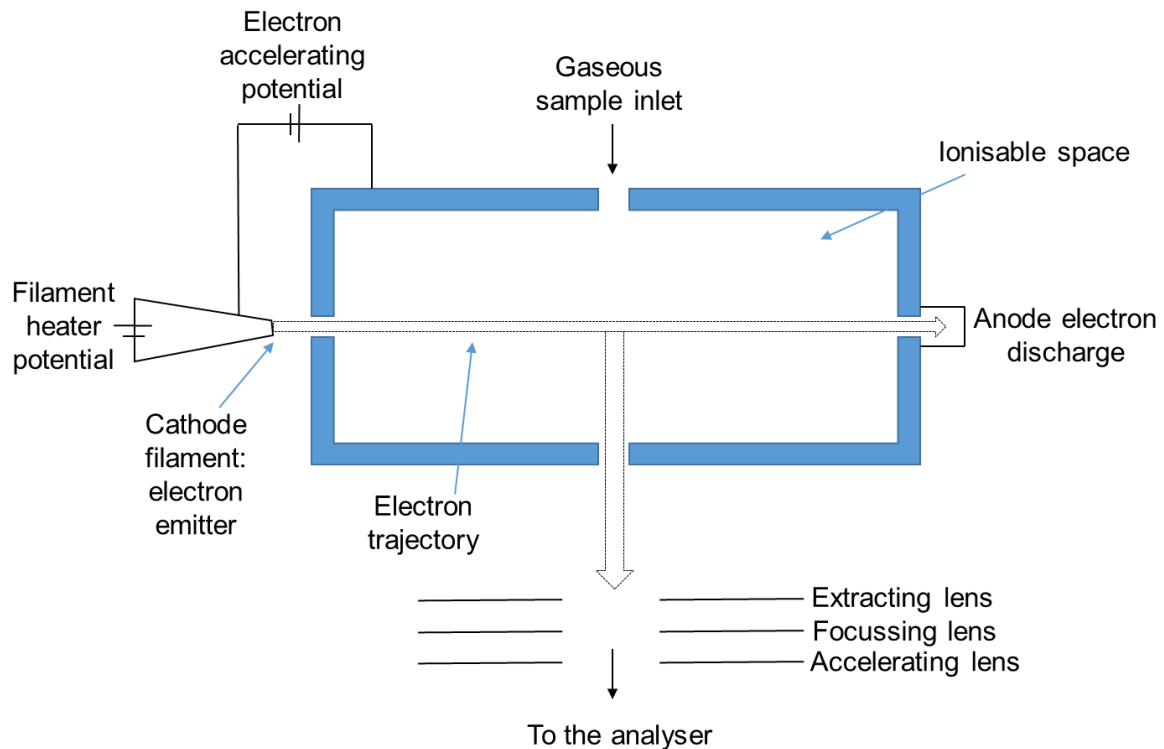 Electron
accelerating
potential
Gaseous
sample inlet
Ionisable space
Filament
heater
potential
Anode electron
discharge
Cathode
filament:
electron
emitter
Electron
trajectory
Extracting lens
Focussing lens
Accelerating lens
To the analyser